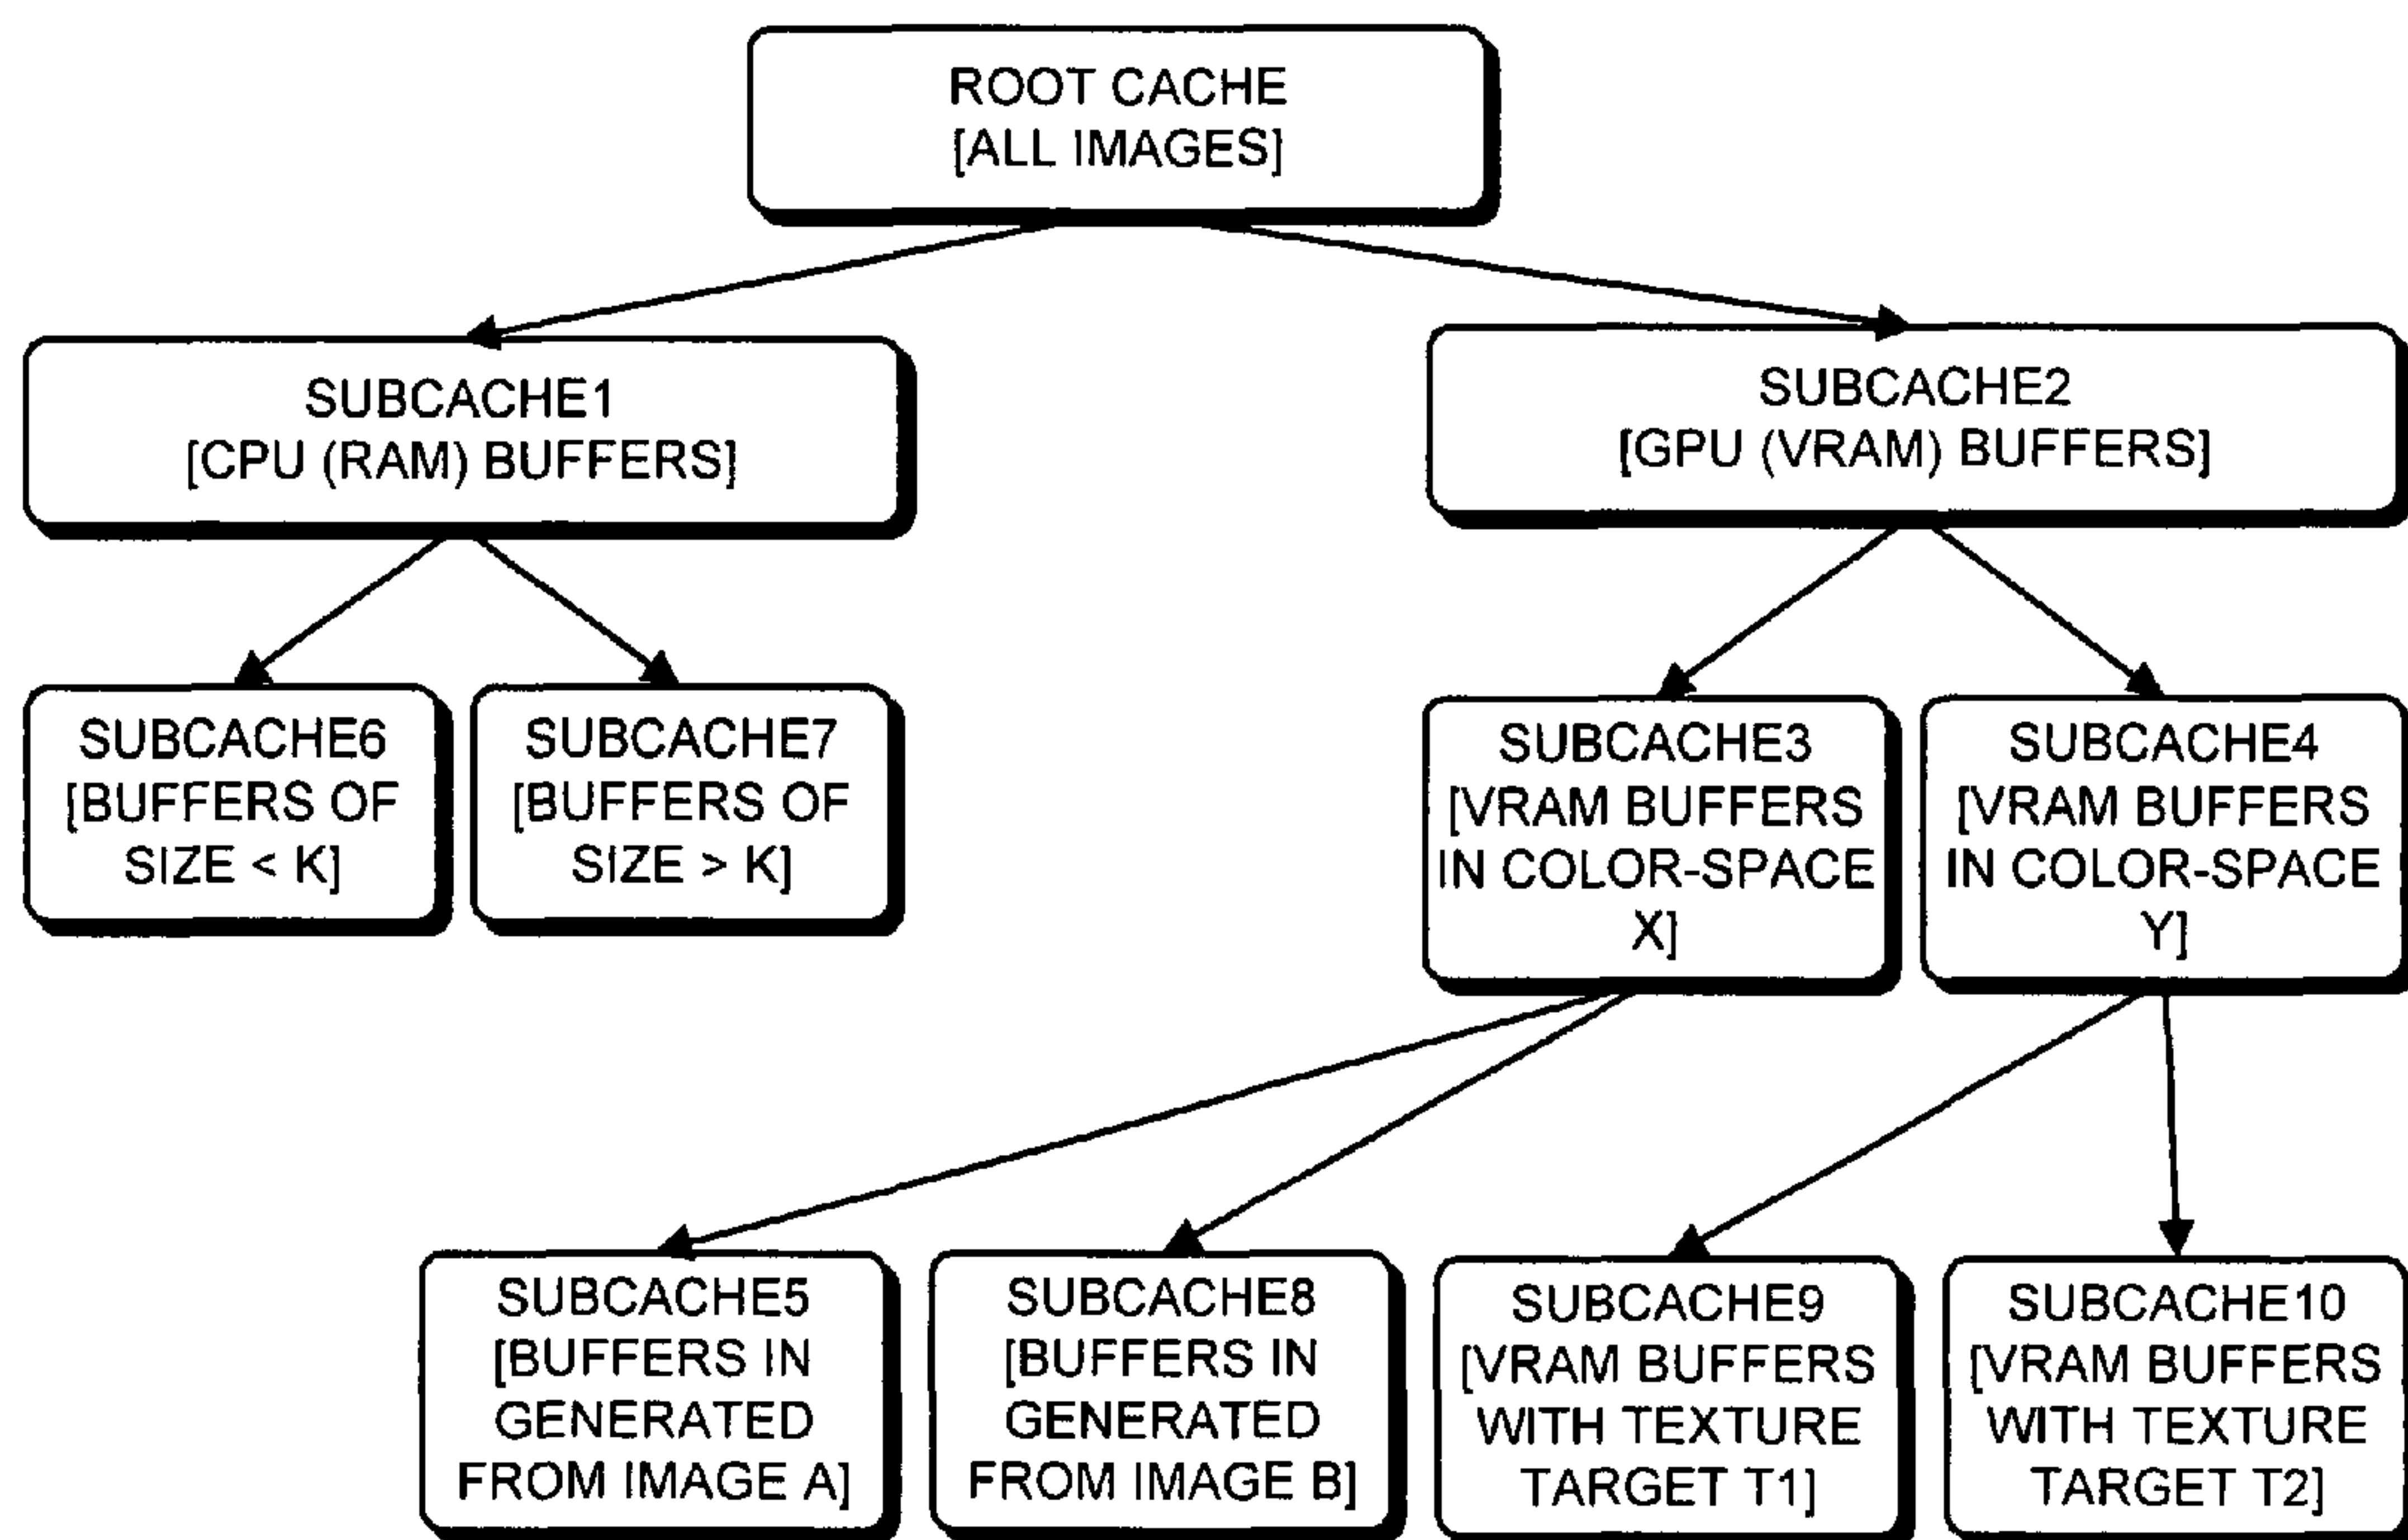 ROOT CACHE
[ALL IMAGES]
SUBCACHE1
[CPU (RAM) BUFFERS]
SUBCACHE2
[GPU (VRAM) BUFFERS]
SUBCACHE6
[BUFFERS OF
SIZE < K]
SUBCACHE7
[BUFFERS OF
SIZE > K]
SUBCACHE3
[VRAM BUFFERS
IN COLOR-SPACE
X]
SUBCACHE4
[VRAM BUFFERS
IN COLOR-SPACE
Y]
SUBCACHE5
[BUFFERS IN
GENERATED
FROM IMAGE A]
SUBCACHE8
[BUFFERS IN
GENERATED
FROM IMAGE B]
SUBCACHE9
[VRAM BUFFERS
WITH TEXTURE
TARGET T1]
SUBCACHE10
[VRAM BUFFERS
WITH TEXTURE
TARGET T2]